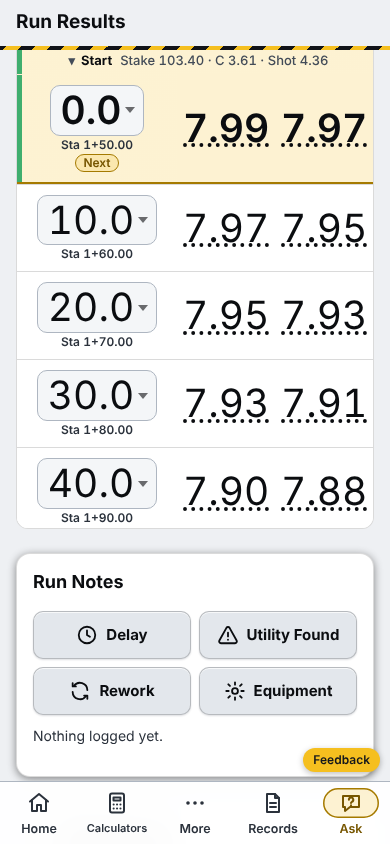 Run Results
▼ Start Stake 103.40 · C 3.61 · Shot 4.36
0.0 7.99 7.97
Sta 1+50.00
Next
10.0 7.97 7.95
Sta 1+60.00
20.0 7.95 7.93
Sta 1+70.00
30.0 7.93 7.91
Sta 1+80.00
40.0 7.90 7.88
Sta 1+90.00
Run Notes
Delay Utility Found
Rework Equipment
Nothing logged yet.
Feedback
Home Calculators More Records Ask